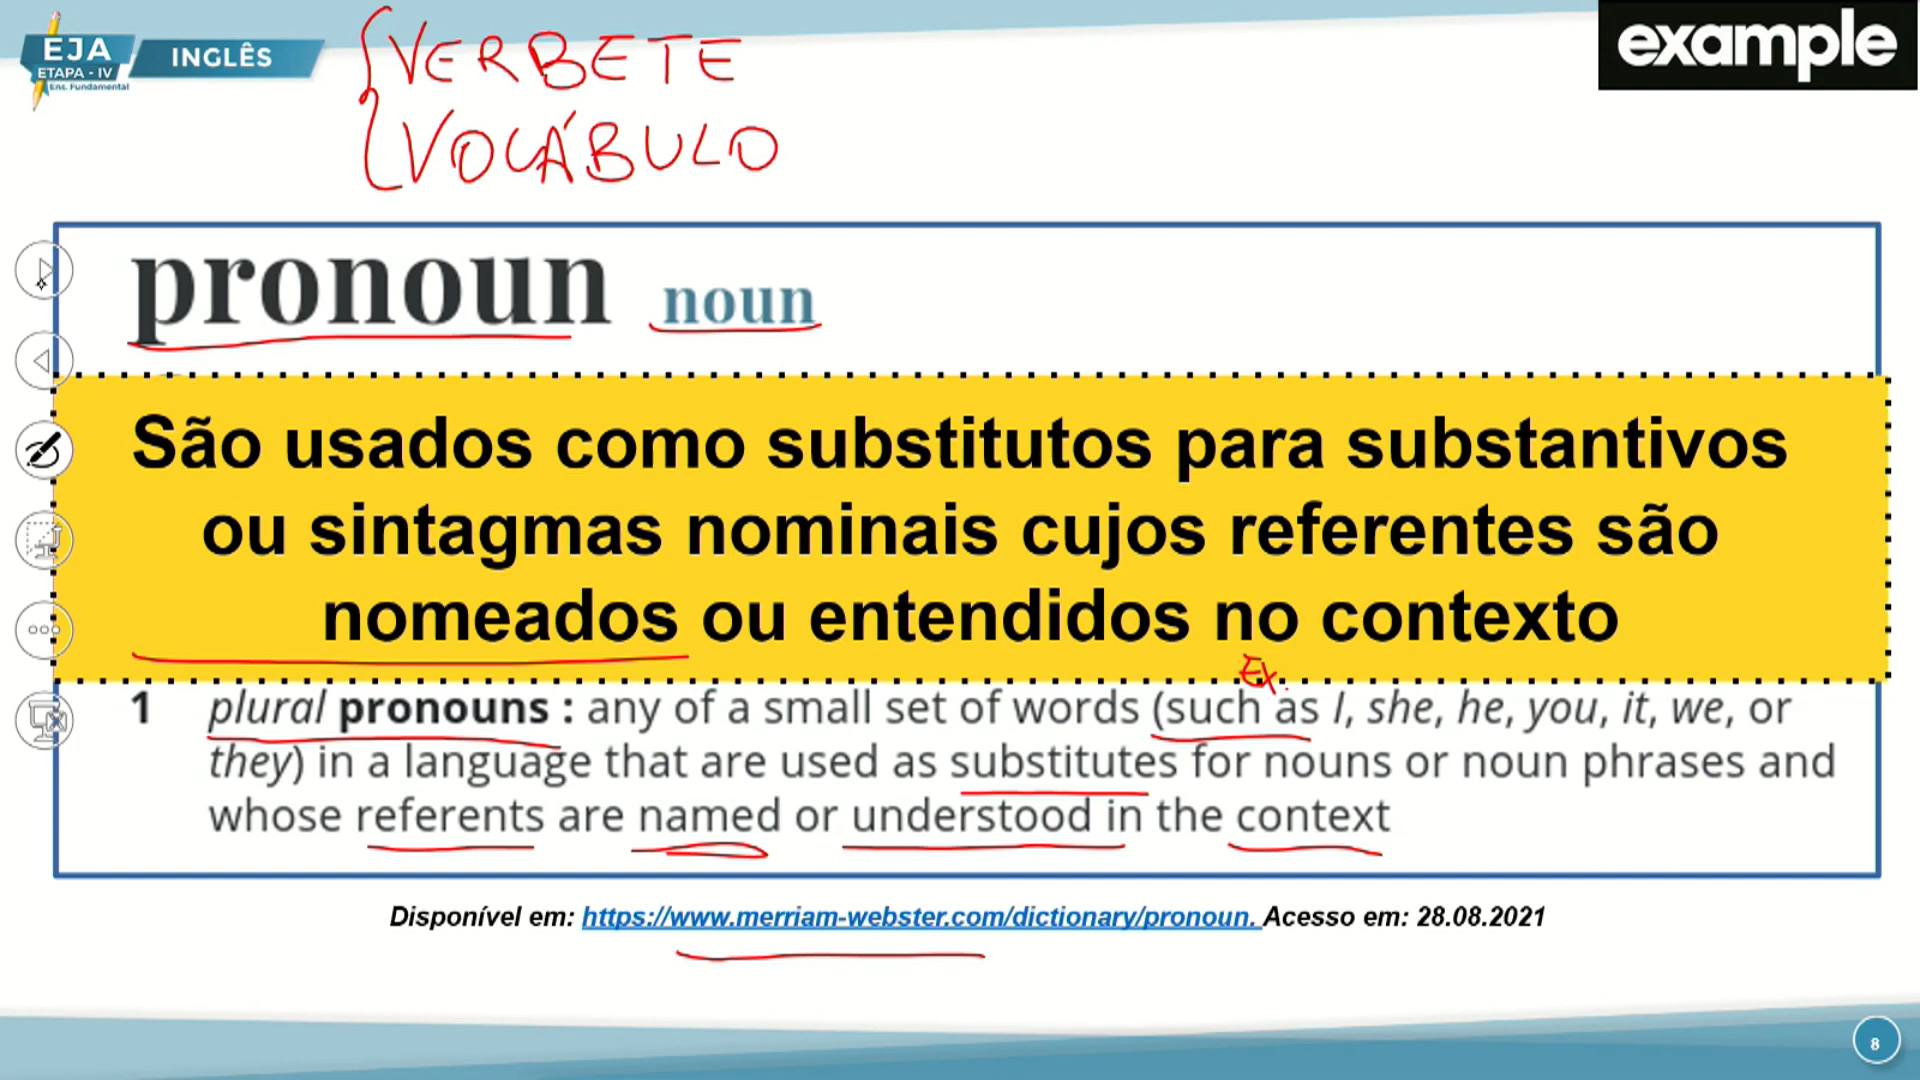 EJA
ETAPA - IV
Ens. Fundamental
INGLÊS
VERBETE
VOCÁBULO
example
pronoun noun
São usados como substitutos para substantivos
ou sintagmas nominais cujos referentes são
nomeados ou entendidos no contexto
Ex.
1 plural pronouns : any of a small set of words (such as I, she, he, you, it, we, or
they) in a language that are used as substitutes for nouns or noun phrases and
whose referents are named or understood in the context
Disponível em: https://www.merriam-webster.com/dictionary/pronoun. Acesso em: 28.08.2021
8